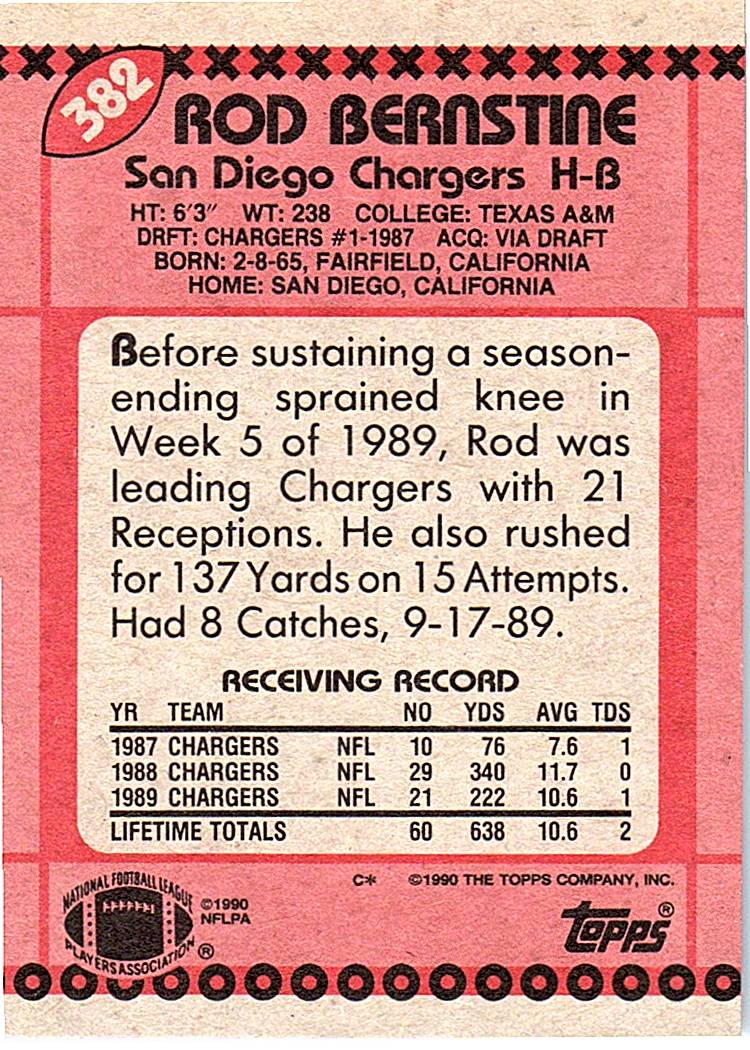 382
ROD BERNSTINE
San Diego Chargers H-B
HT: 6'3" WT: 238 COLLEGE: TEXAS A&M
DRFT: CHARGERS #1-1987 ACQ: VIA DRAFT
BORN: 2-8-65, FAIRFIELD, CALIFORNIA
HOME: SAN DIEGO, CALIFORNIA
Before sustaining a season-
ending sprained knee in
Week 5 of 1989, Rod was
leading Chargers with 21
Receptions. He also rushed
for 137 Yards on 15 Attempts.
Had 8 Catches, 9-17-89.
RECEIVING RECORD
YR TEAM NO YDS AVG TDS
1987 CHARGERS NFL 10 76 7.6 1
1988 CHARGERS NFL 29 340 11.7 0
1989 CHARGERS NFL 21 222 10.6 1
LIFETIME TOTALS 60 638 10.6 2
C* ©1990 THE TOPPS COMPANY, INC.
NATIONAL FOOTBALL LEAGUE
PLAYERS ASSOCIATION ®
©1990
NFLPA
topps ®